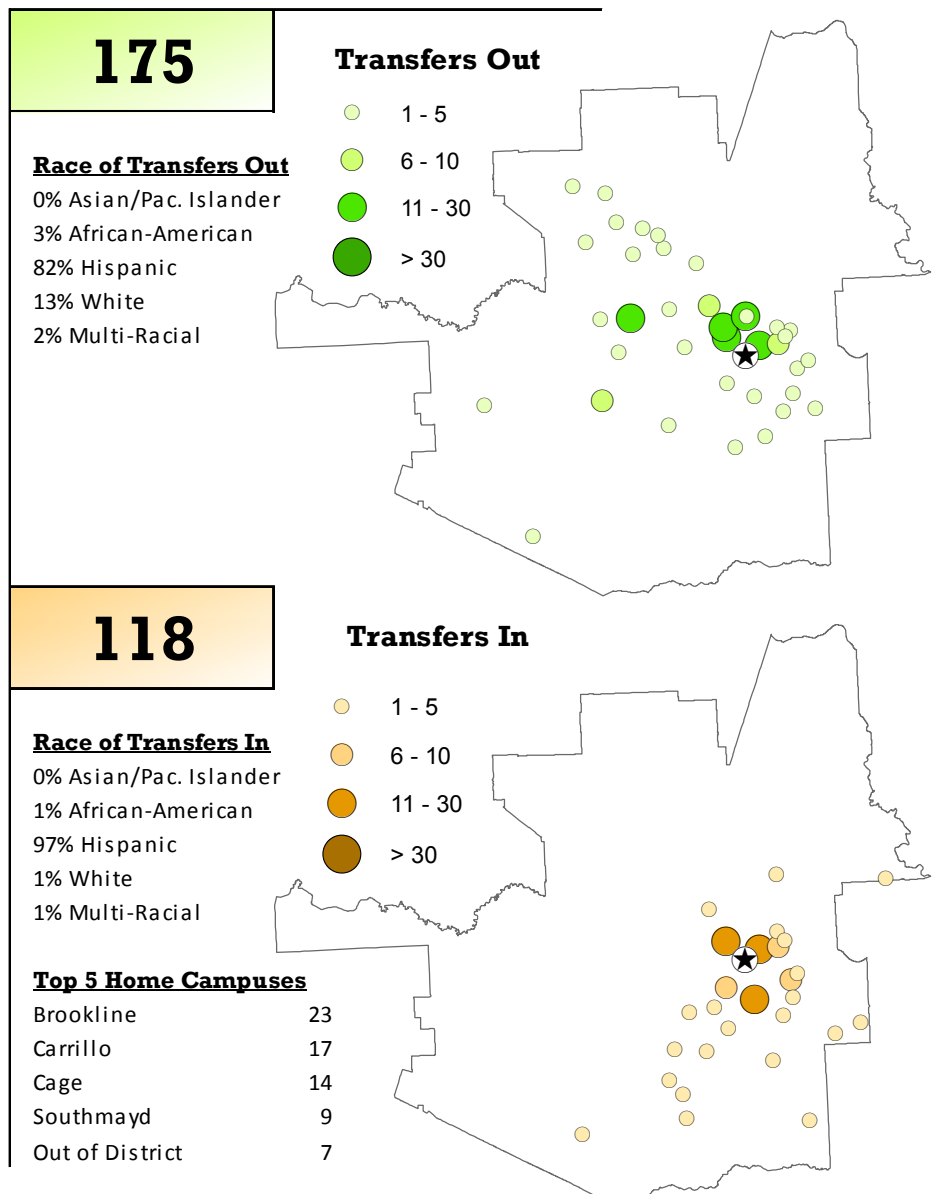 175
Transfers Out
1 - 5
6 - 10
11 - 30
> 30
Race of Transfers Out
0% Asian/Pac. Islander
3% African-American
82% Hispanic
13% White
2% Multi-Racial
118
Transfers In
1 - 5
6 - 10
11 - 30
> 30
Race of Transfers In
0% Asian/Pac. Islander
1% African-American
97% Hispanic
1% White
1% Multi-Racial
Top 5 Home Campuses
Brookline 23
Carrillo 17
Cage 14
Southmayd 9
Out of District 7